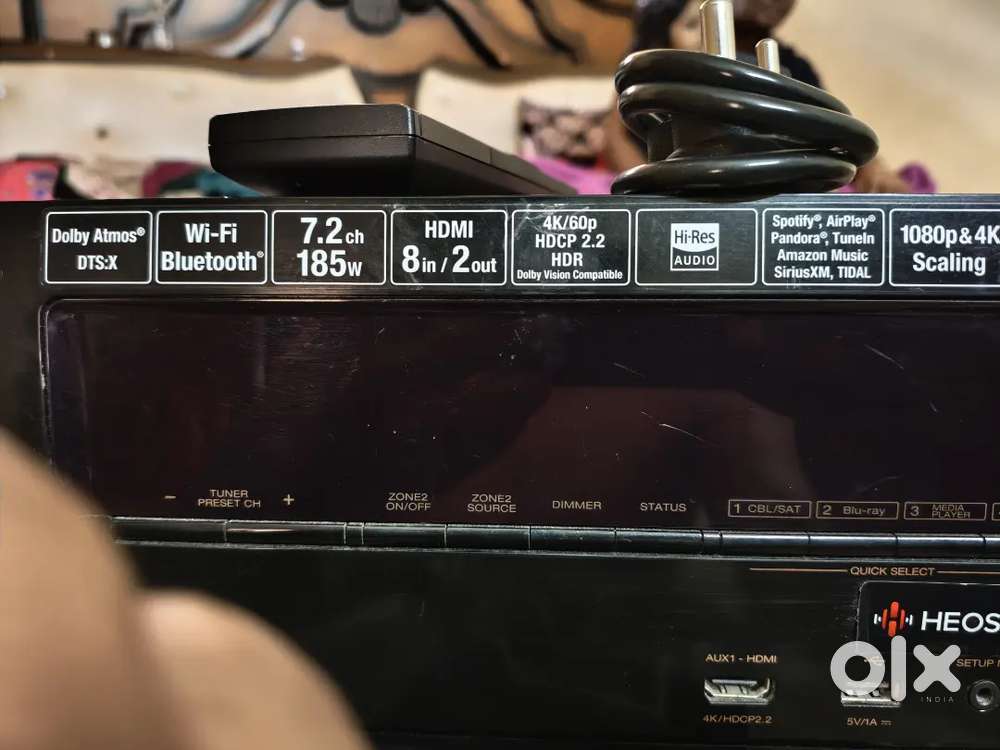 Dolby Atmos®
DTS:X
Wi-Fi
Bluetooth®
7.2 ch
185w
HDMI
8in / 2out
4K/60p
HDCP 2.2
HDR
Dolby Vision Compatible
Hi-Res
AUDIO
Spotify®, AirPlay®
Pandora®, TuneIn
Amazon Music
SiriusXM, TIDAL
1080p & 4K
Scaling
− TUNER +
PRESET CH
ZONE2
ON/OFF
ZONE2
SOURCE
DIMMER
STATUS
1 CBL/SAT
2 Blu-ray
3 MEDIA
PLAYER
QUICK SELECT
HEOS
AUX1 - HDMI
4K/HDCP2.2
5V/1A
SETUP
olx
INDIA